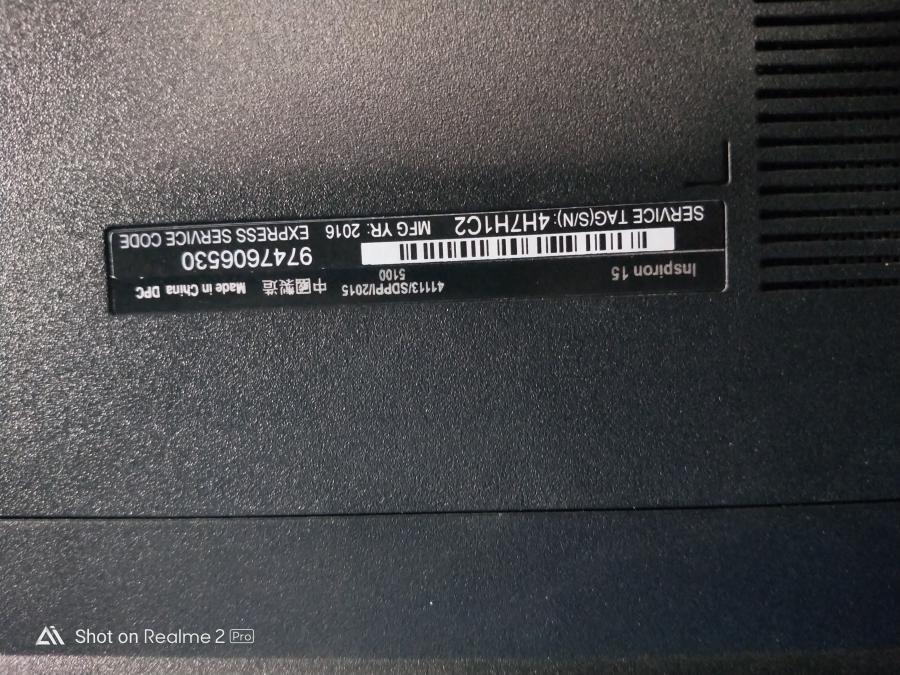 Inspiron 15 41113/SDPPI/2015 中國製造 Made in China DPC
5100
9747606530
SERVICE TAG(S/N): 4H7H1C2 MFG YR: 2016 EXPRESS SERVICE CODE
Shot on Realme 2 Pro